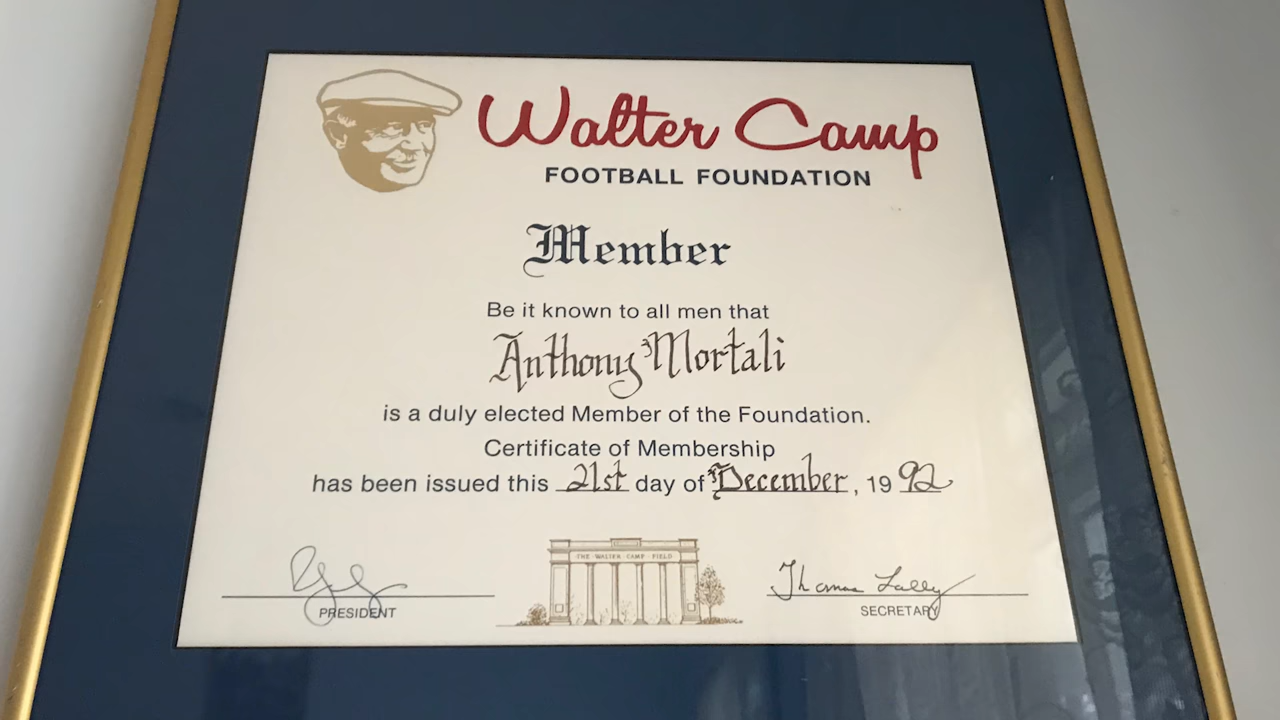 Walter Camp
FOOTBALL FOUNDATION
Member
Be it known to all men that
Anthony Mortali
is a duly elected Member of the Foundation.
Certificate of Membership
has been issued this 21st day of December, 1992
THE WALTER CAMP FIELD
Thomas Lally
PRESIDENT
SECRETARY